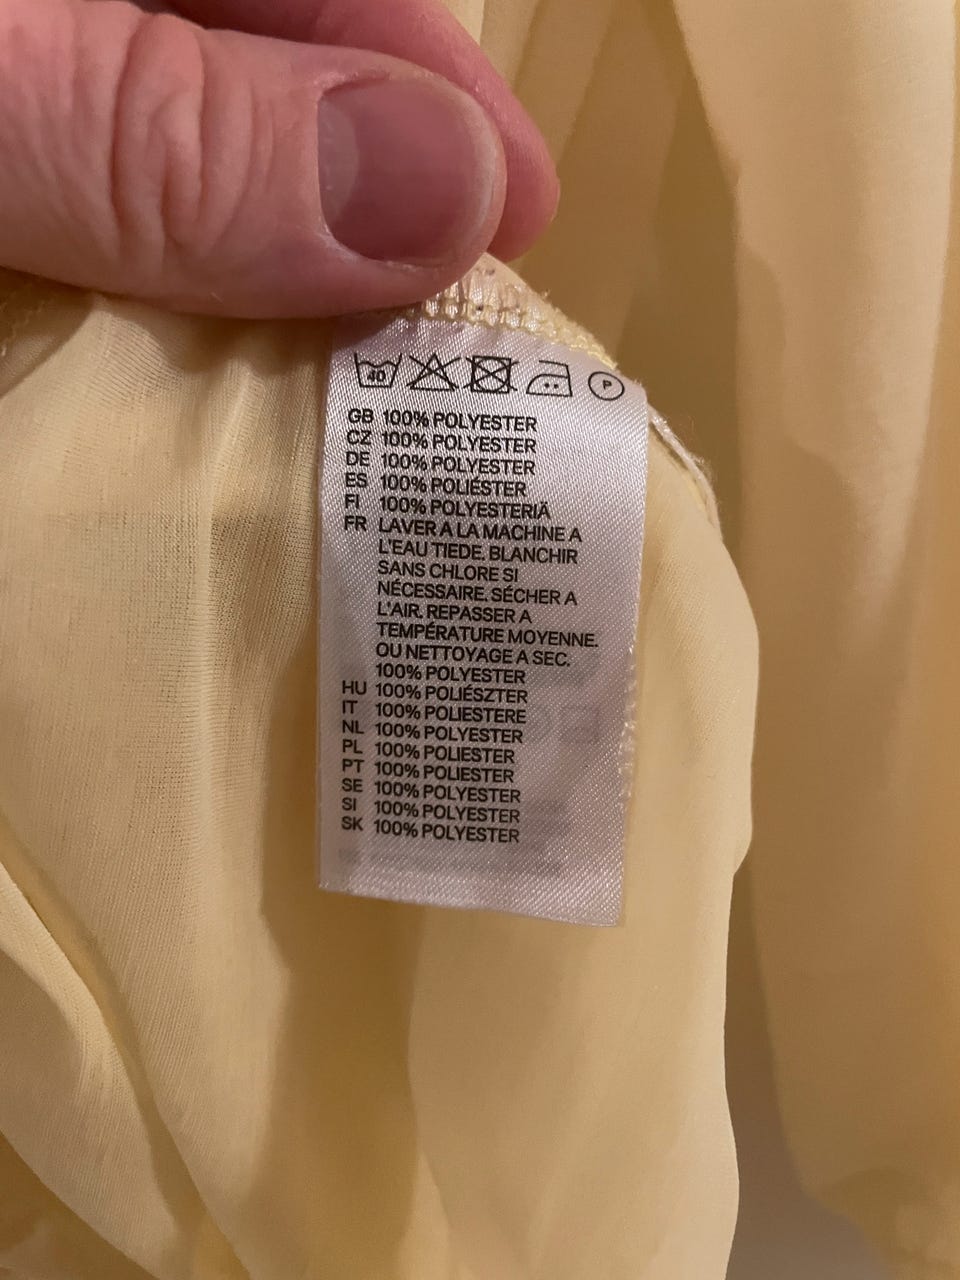 40 P
GB 100% POLYESTER
CZ 100% POLYESTER
DE 100% POLYESTER
ES 100% POLIÉSTER
FI 100% POLYESTERIÄ
FR LAVER A LA MACHINE A
L'EAU TIEDE. BLANCHIR
SANS CHLORE SI
NÉCESSAIRE. SÉCHER A
L'AIR. REPASSER A
TEMPÉRATURE MOYENNE.
OU NETTOYAGE A SEC.
100% POLYESTER
HU 100% POLIÉSZTER
IT 100% POLIESTERE
NL 100% POLYESTER
PL 100% POLIESTER
PT 100% POLIESTER
SE 100% POLYESTER
SI 100% POLYESTER
SK 100% POLYESTER